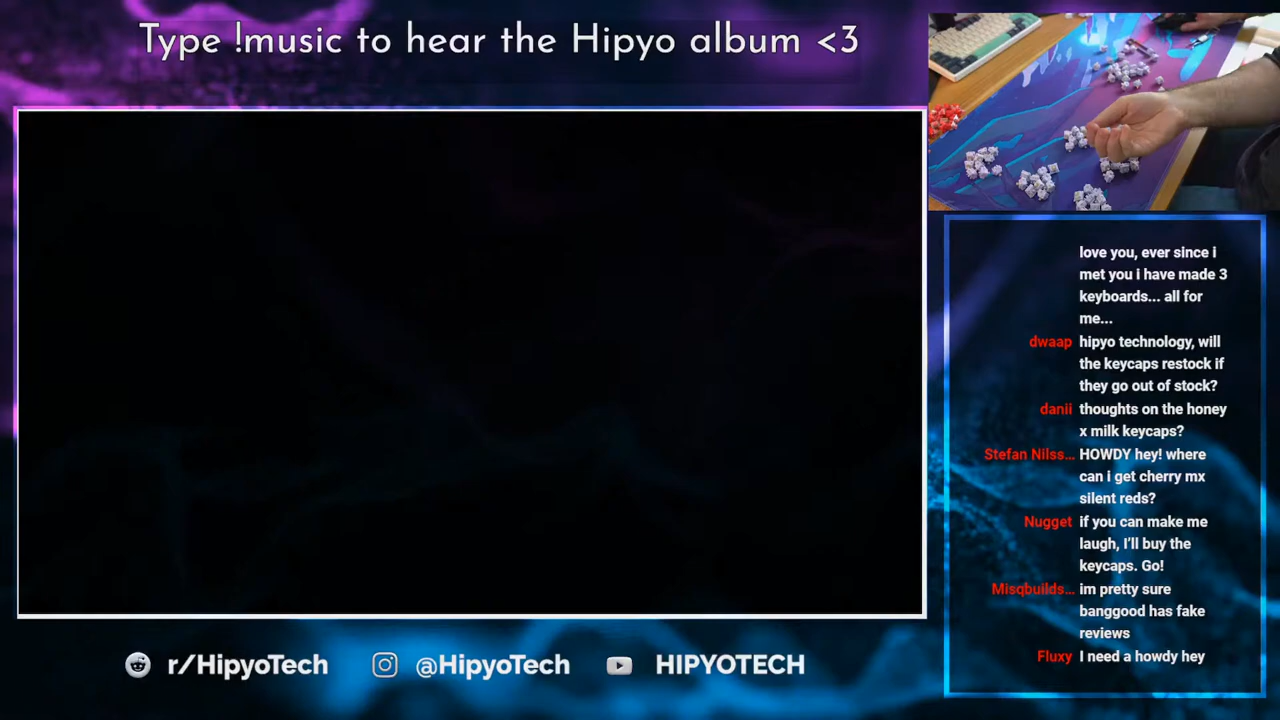 Type !music to hear the Hipyo album <3
love you, ever since i
met you i have made 3
keyboards... all for
me...
dwaap hipyo technology, will
the keycaps restock if
they go out of stock?
danii thoughts on the honey
x milk keycaps?
Stefan Nilss... HOWDY hey! where
can i get cherry mx
silent reds?
Nugget if you can make me
laugh, I'll buy the
keycaps. Go!
Misqbuilds... im pretty sure
banggood has fake
reviews
Fluxy I need a howdy hey
r/HipyoTech @HipyoTech HIPYOTECH